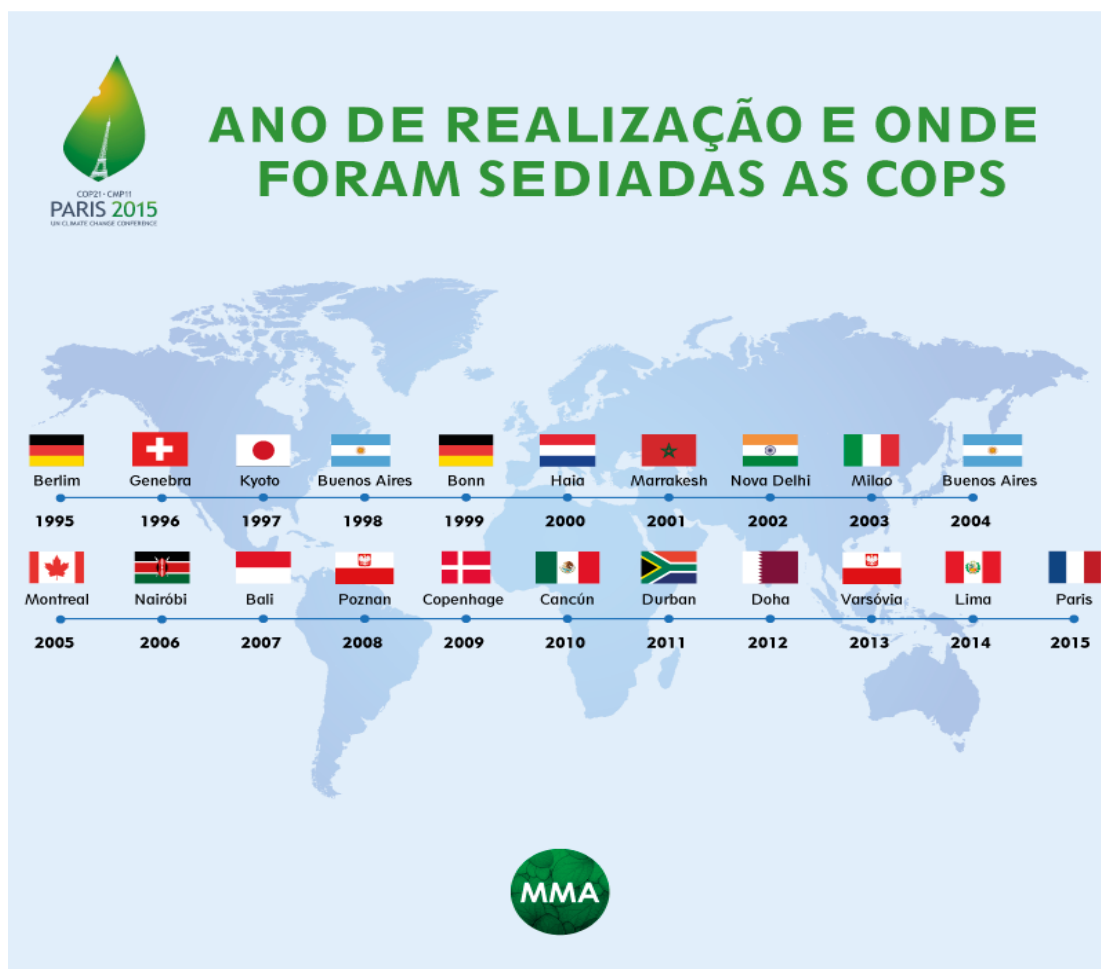 COP21 · CMP11
PARIS 2015
UN CLIMATE CHANGE CONFERENCE
ANO DE REALIZAÇÃO E ONDE
FORAM SEDIADAS AS COPS
Berlim Genebra Kyoto Buenos Aires Bonn Haia Marrakesh Nova Delhi Milao Buenos Aires
1995 1996 1997 1998 1999 2000 2001 2002 2003 2004
Montreal Nairóbi Bali Poznan Copenhage Cancún Durban Doha Varsóvia Lima Paris
2005 2006 2007 2008 2009 2010 2011 2012 2013 2014 2015
MMA